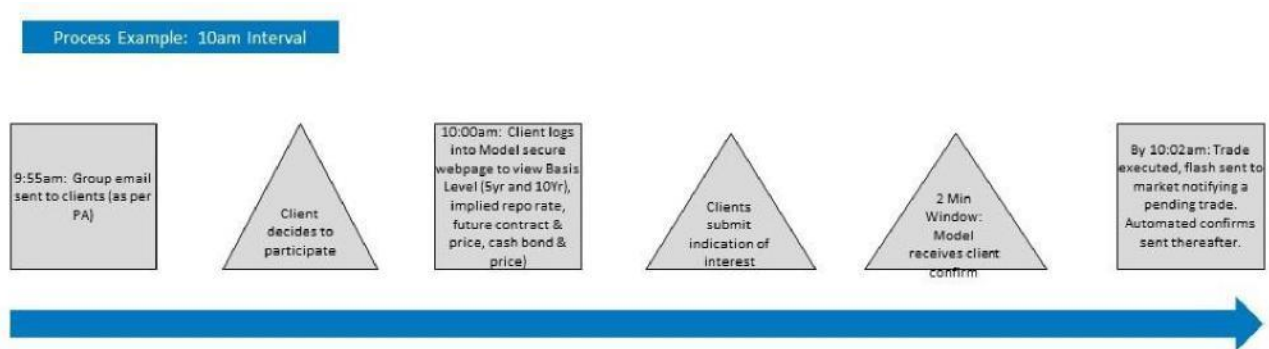 Process Example: 10am Interval
9:55am: Group email
sent to clients (as per
PA)
Client
decides to
participate
10:00am: Client logs
into Model secure
webpage to view Basis
Level (5yr and 10Yr),
implied repo rate,
future contract &
price, cash bond &
price)
Clients
submit
indication of
interest
2 Min
Window:
Model
receives client
confirm
By 10:02am: Trade
executed, flash sent to
market notifying a
pending trade.
Automated confirms
sent thereafter.